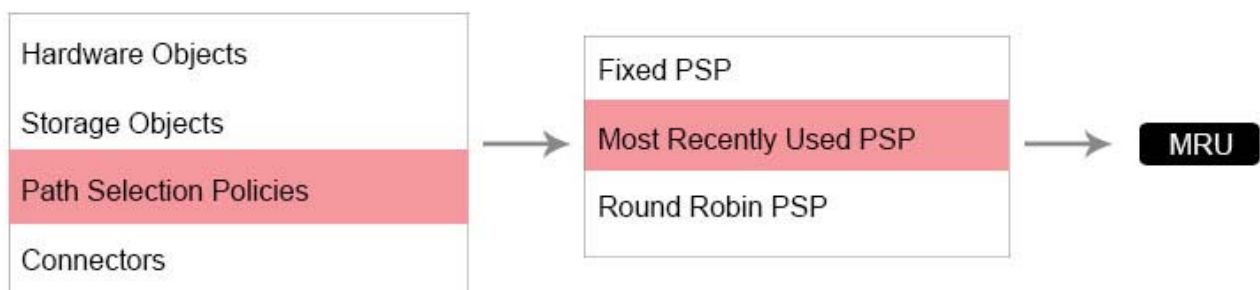 Hardware Objects
Storage Objects
Path Selection Policies
Connectors
Fixed PSP
Most Recently Used PSP
Round Robin PSP
MRU